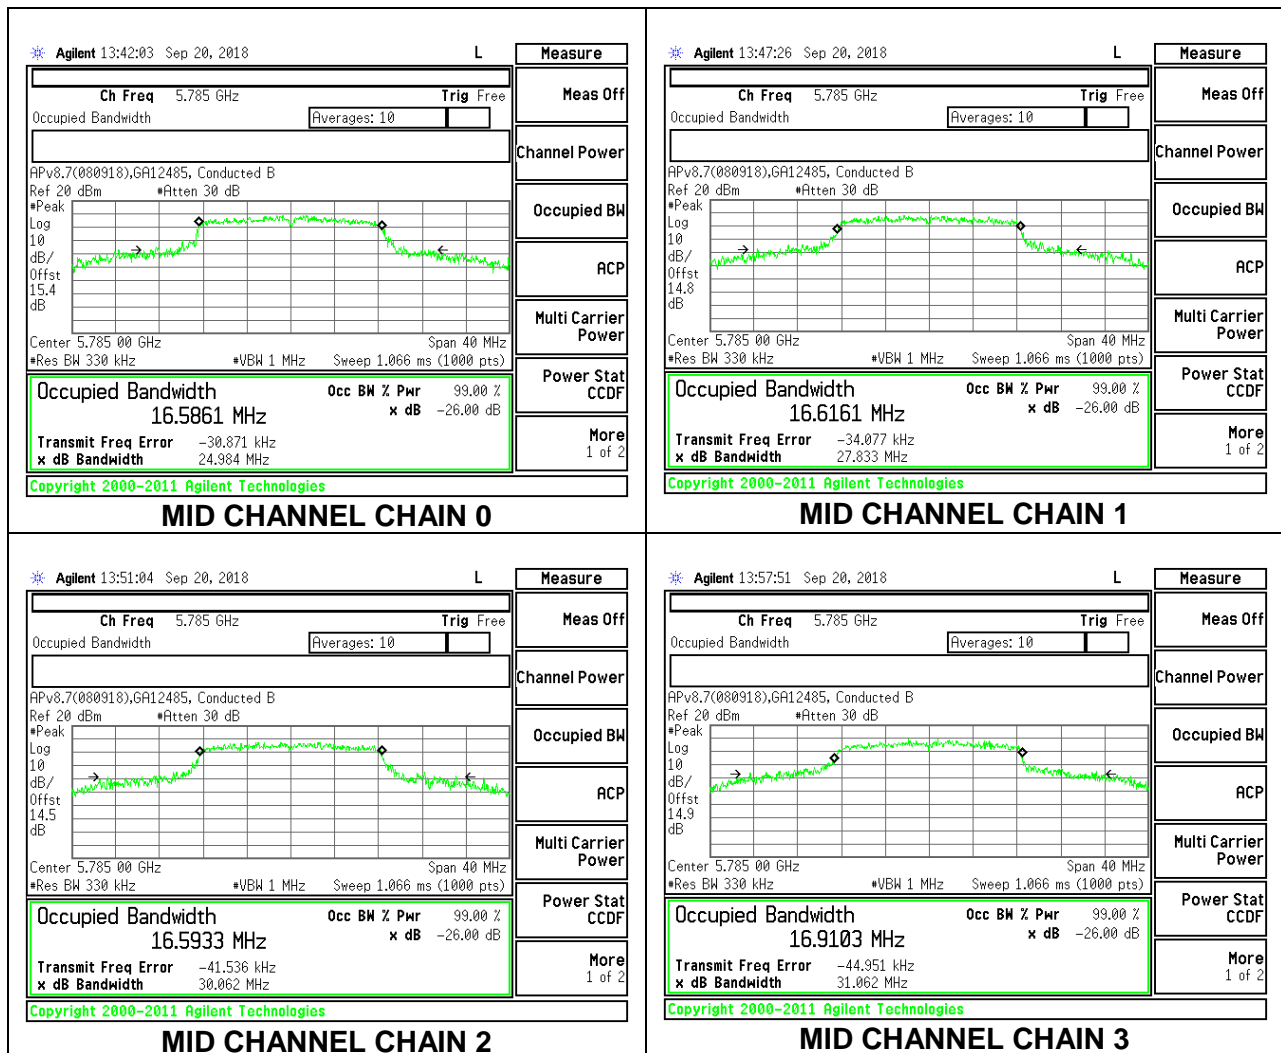 Agilent 13:42:03 Sep 20, 2018 L Measure
Ch Freq 5.785 GHz Trig Free
Occupied Bandwidth Averages: 10
APv8.7(080918),GA12485, Conducted B
Ref 20 dBm #Atten 30 dB
#Peak
Log
10
dB/
Offst
15.4
dB
Center 5.785 00 GHz Span 40 MHz
#Res BW 330 kHz #VBW 1 MHz Sweep 1.066 ms (1000 pts)
Occupied Bandwidth Occ BW % Pwr 99.00 %
16.5861 MHz x dB -26.00 dB
Transmit Freq Error -30.871 kHz
x dB Bandwidth 24.984 MHz
Copyright 2000-2011 Agilent Technologies
Meas Off
Channel Power
Occupied BW
ACP
Multi Carrier
Power
Power Stat
CCDF
More
1 of 2
MID CHANNEL CHAIN 0
Agilent 13:47:26 Sep 20, 2018 L Measure
Ch Freq 5.785 GHz Trig Free
Occupied Bandwidth Averages: 10
APv8.7(080918),GA12485, Conducted B
Ref 20 dBm #Atten 30 dB
#Peak
Log
10
dB/
Offst
14.8
dB
Center 5.785 00 GHz Span 40 MHz
#Res BW 330 kHz #VBW 1 MHz Sweep 1.066 ms (1000 pts)
Occupied Bandwidth Occ BW % Pwr 99.00 %
16.6161 MHz x dB -26.00 dB
Transmit Freq Error -34.077 kHz
x dB Bandwidth 27.833 MHz
Copyright 2000-2011 Agilent Technologies
Meas Off
Channel Power
Occupied BW
ACP
Multi Carrier
Power
Power Stat
CCDF
More
1 of 2
MID CHANNEL CHAIN 1
Agilent 13:51:04 Sep 20, 2018 L Measure
Ch Freq 5.785 GHz Trig Free
Occupied Bandwidth Averages: 10
APv8.7(080918),GA12485, Conducted B
Ref 20 dBm #Atten 30 dB
#Peak
Log
10
dB/
Offst
14.5
dB
Center 5.785 00 GHz Span 40 MHz
#Res BW 330 kHz #VBW 1 MHz Sweep 1.066 ms (1000 pts)
Occupied Bandwidth Occ BW % Pwr 99.00 %
16.5933 MHz x dB -26.00 dB
Transmit Freq Error -41.536 kHz
x dB Bandwidth 30.062 MHz
Copyright 2000-2011 Agilent Technologies
Meas Off
Channel Power
Occupied BW
ACP
Multi Carrier
Power
Power Stat
CCDF
More
1 of 2
MID CHANNEL CHAIN 2
Agilent 13:57:51 Sep 20, 2018 L Measure
Ch Freq 5.785 GHz Trig Free
Occupied Bandwidth Averages: 10
APv8.7(080918),GA12485, Conducted B
Ref 20 dBm #Atten 30 dB
#Peak
Log
10
dB/
Offst
14.9
dB
Center 5.785 00 GHz Span 40 MHz
#Res BW 330 kHz #VBW 1 MHz Sweep 1.066 ms (1000 pts)
Occupied Bandwidth Occ BW % Pwr 99.00 %
16.9103 MHz x dB -26.00 dB
Transmit Freq Error -44.951 kHz
x dB Bandwidth 31.062 MHz
Copyright 2000-2011 Agilent Technologies
Meas Off
Channel Power
Occupied BW
ACP
Multi Carrier
Power
Power Stat
CCDF
More
1 of 2
MID CHANNEL CHAIN 3